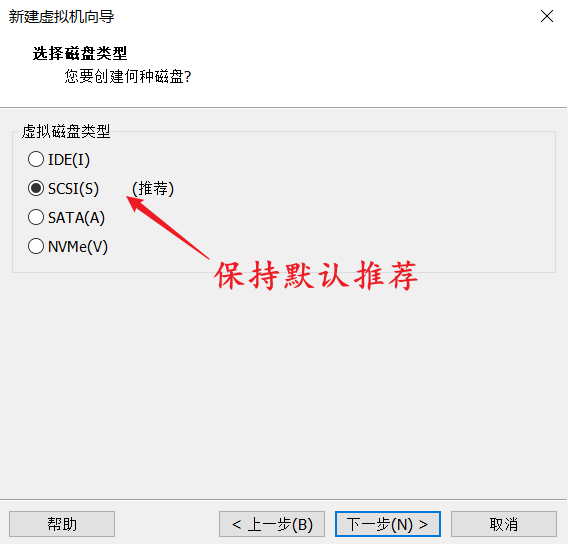 新建虚拟机向导
选择磁盘类型
您要创建何种磁盘?
虚拟磁盘类型
IDE(I)
SCSI(S) (推荐)
SATA(A)
NVMe(V)
保持默认推荐
帮助 < 上一步(B) 下一步(N) > 取消